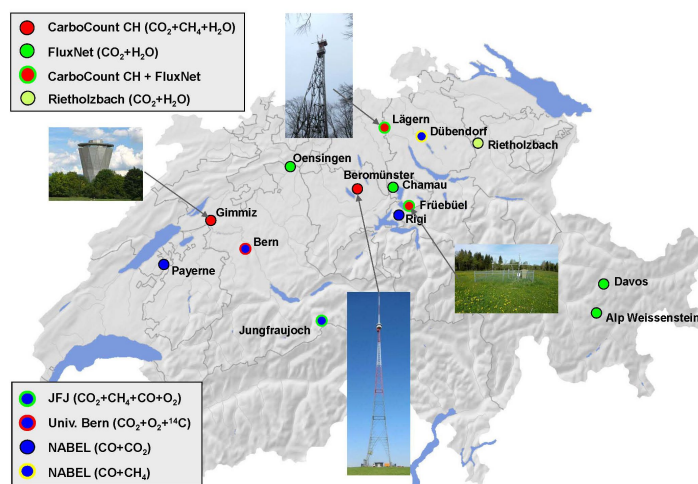 CarboCount CH (CO₂+CH₄+H₂O)
FluxNet (CO₂+H₂O)
CarboCount CH + FluxNet
Rietholzbach (CO₂+H₂O)
Lägern
Dübendorf
Rietholzbach
Oensingen
Beromünster
Chamau
Früebüel
Rigi
Gimmiz
Bern
Payerne
Davos
Alp Weissenstein
Jungfraujoch
JFJ (CO₂+CH₄+CO+O₂)
Univ. Bern (CO₂+O₂+¹⁴C)
NABEL (CO+CO₂)
NABEL (CO+CH₄)